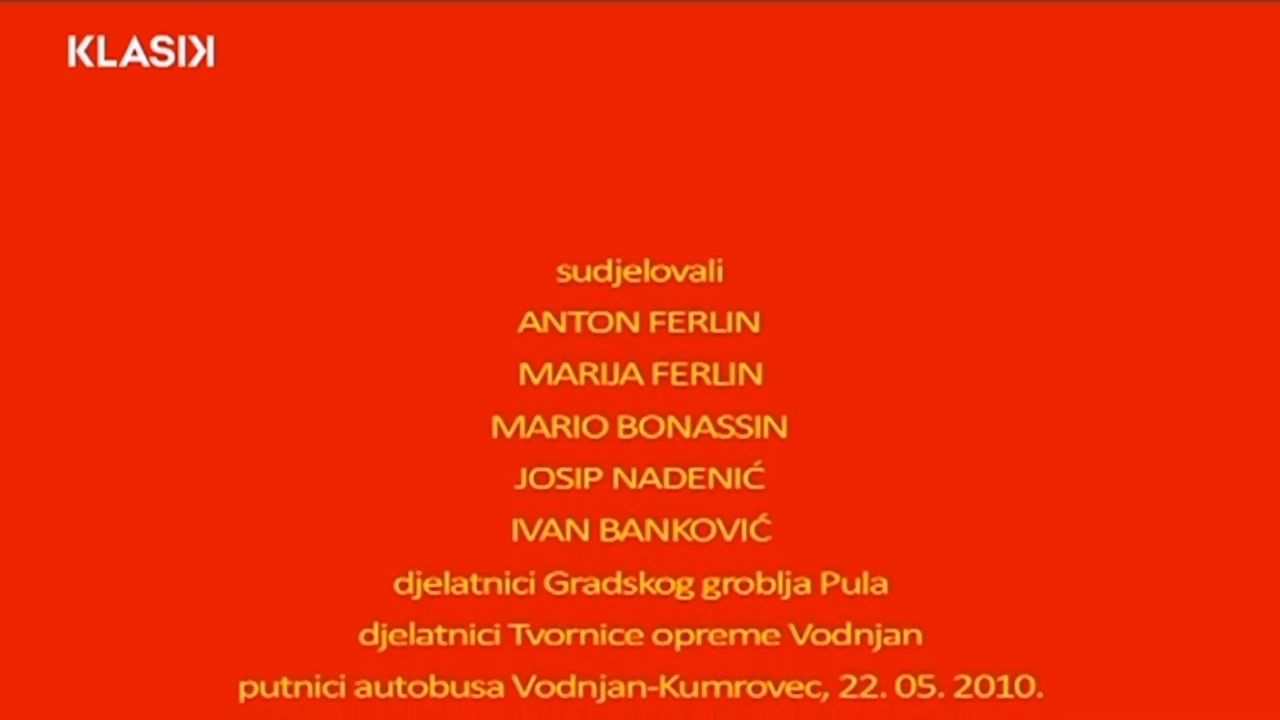 KLASIK
sudjelovali
ANTON FERLIN
MARIJA FERLIN
MARIO BONASSIN
JOSIP NADENIĆ
IVAN BANKOVIĆ
djelatnici Gradskog groblja Pula
djelatnici Tvornice opreme Vodnjan
putnici autobusa Vodnjan-Kumrovec, 22. 05. 2010.